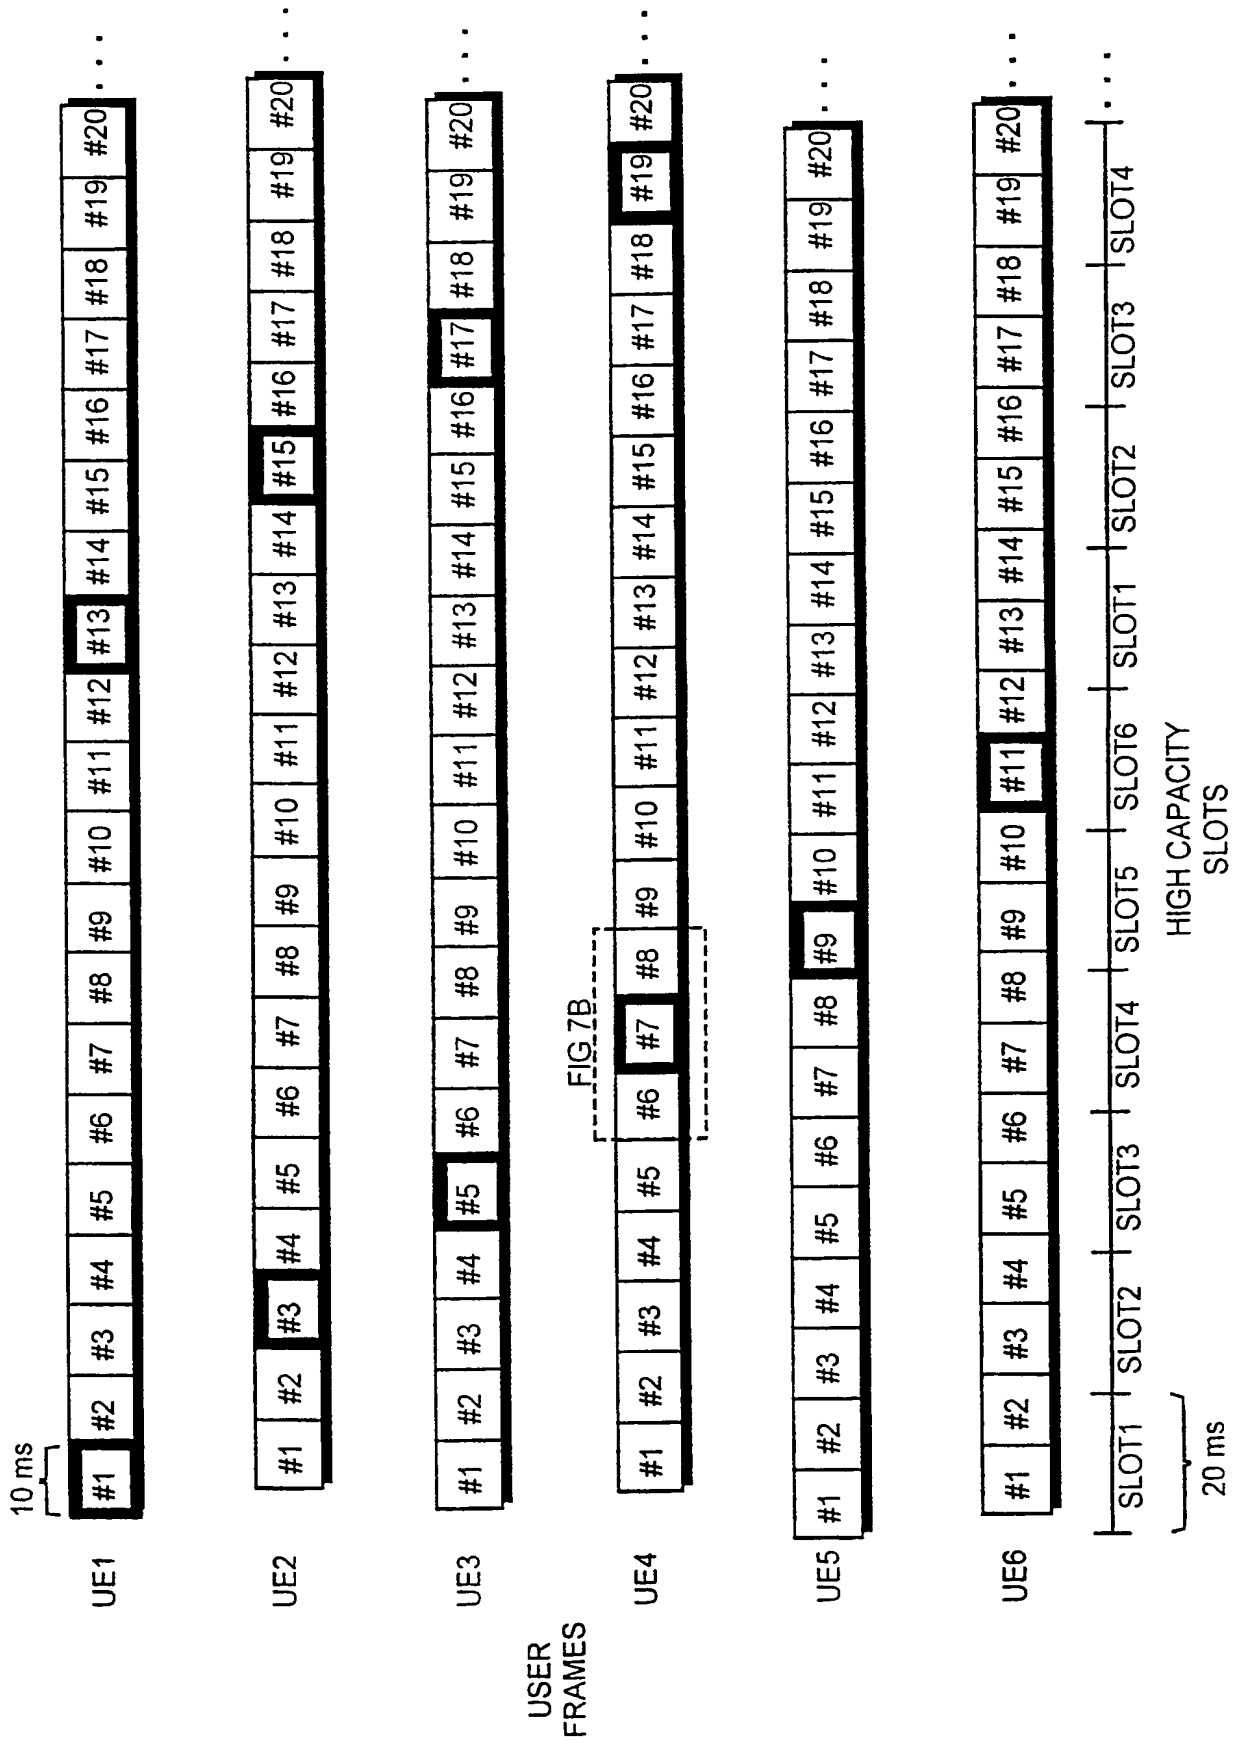 10 ms
UE1 #1 #2 #3 #4 #5 #6 #7 #8 #9 #10 #11 #12 #13 #14 #15 #16 #17 #18 #19 #20 . . .
UE2 #1 #2 #3 #4 #5 #6 #7 #8 #9 #10 #11 #12 #13 #14 #15 #16 #17 #18 #19 #20 . . .
UE3 #1 #2 #3 #4 #5 #6 #7 #8 #9 #10 #11 #12 #13 #14 #15 #16 #17 #18 #19 #20 . . .
USER
FRAMES
FIG 7B
UE4 #1 #2 #3 #4 #5 #6 #7 #8 #9 #10 #11 #12 #13 #14 #15 #16 #17 #18 #19 #20 . . .
UE5 #1 #2 #3 #4 #5 #6 #7 #8 #9 #10 #11 #12 #13 #14 #15 #16 #17 #18 #19 #20 . . .
UE6 #1 #2 #3 #4 #5 #6 #7 #8 #9 #10 #11 #12 #13 #14 #15 #16 #17 #18 #19 #20 . . .
SLOT1 SLOT2 SLOT3 SLOT4 SLOT5 SLOT6 SLOT1 SLOT2 SLOT3 SLOT4 . . .
20 ms
HIGH CAPACITY
SLOTS